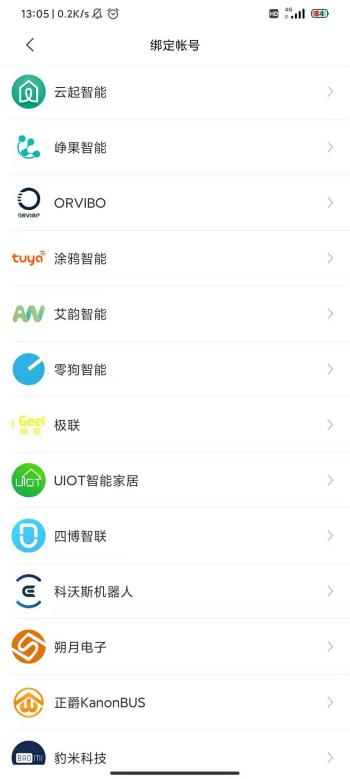 13:05 | 0.2K/s HD 4G 84
绑定帐号
云起智能
峥果智能
ORVIBO ORVIBO
tuya 涂鸦智能
艾韵智能
零狗智能
Geel 极联
UIOT UIOT智能家居
四博智联
科沃斯机器人
朔月电子
正爵KanonBUS
BAOMI 豹米科技